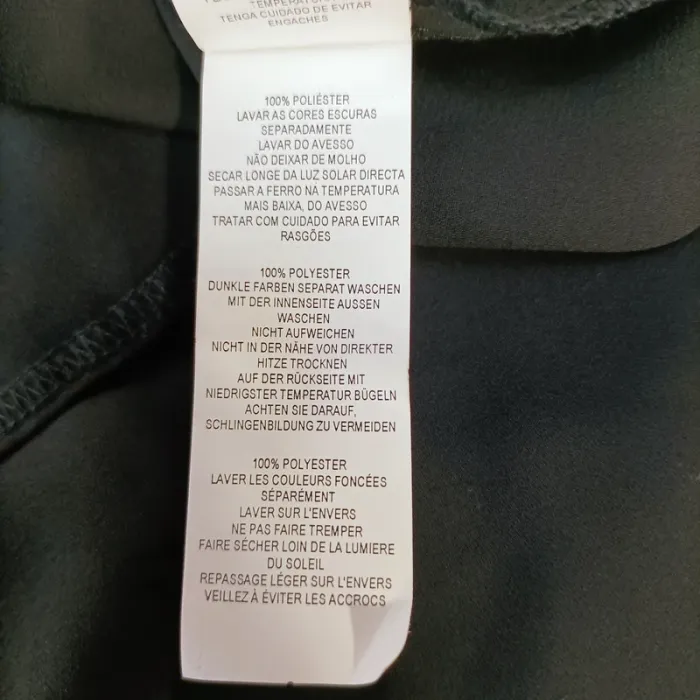 TEMPERATURA
TENGA CUIDADO DE EVITAR
ENGACHES
100% POLIÉSTER
LAVAR AS CORES ESCURAS
SEPARADAMENTE
LAVAR DO AVESSO
NÃO DEIXAR DE MOLHO
SECAR LONGE DA LUZ SOLAR DIRECTA
PASSAR A FERRO NA TEMPERATURA
MAIS BAIXA, DO AVESSO
TRATAR COM CUIDADO PARA EVITAR
RASGÕES
100% POLYESTER
DUNKLE FARBEN SEPARAT WASCHEN
MIT DER INNENSEITE AUSSEN
WASCHEN
NICHT AUFWEICHEN
NICHT IN DER NÄHE VON DIREKTER
HITZE TROCKNEN
AUF DER RÜCKSEITE MIT
NIEDRIGSTER TEMPERATUR BÜGELN
ACHTEN SIE DARAUF,
SCHLINGENBILDUNG ZU VERMEIDEN
100% POLYESTER
LAVER LES COULEURS FONCÉES
SÉPARÉMENT
LAVER SUR L'ENVERS
NE PAS FAIRE TREMPER
FAIRE SÉCHER LOIN DE LA LUMIERE
DU SOLEIL
REPASSAGE LÉGER SUR L'ENVERS
VEILLEZ À ÉVITER LES ACCROCS